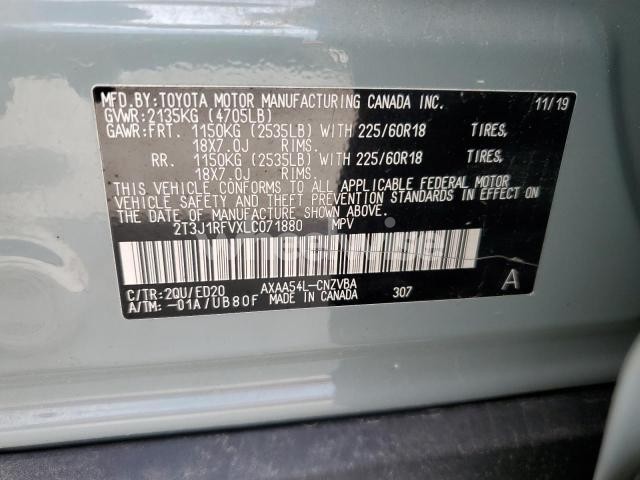 MFD.BY:TOYOTA MOTOR MANUFACTURING CANADA INC. 11/19
GVWR:2135KG (4705LB)
GAWR:FRT. 1150KG (2535LB) WITH 225/60R18 TIRES,
18X7.0J RIMS.
RR. 1150KG (2535LB) WITH 225/60R18 TIRES,
18X7.0J RIMS.
THIS VEHICLE CONFORMS TO ALL APPLICABLE FEDERAL MOTOR
VEHICLE SAFETY AND THEFT PREVENTION STANDARDS IN EFFECT ON
THE DATE OF MANUFACTURE SHOWN ABOVE.
2T3J1RFVXLC071880 MPV
C/TR:2QU/ED20 AXAA54L-CNZVBA A
A/TM:-01A/UB80F MADE IN CANADA 307